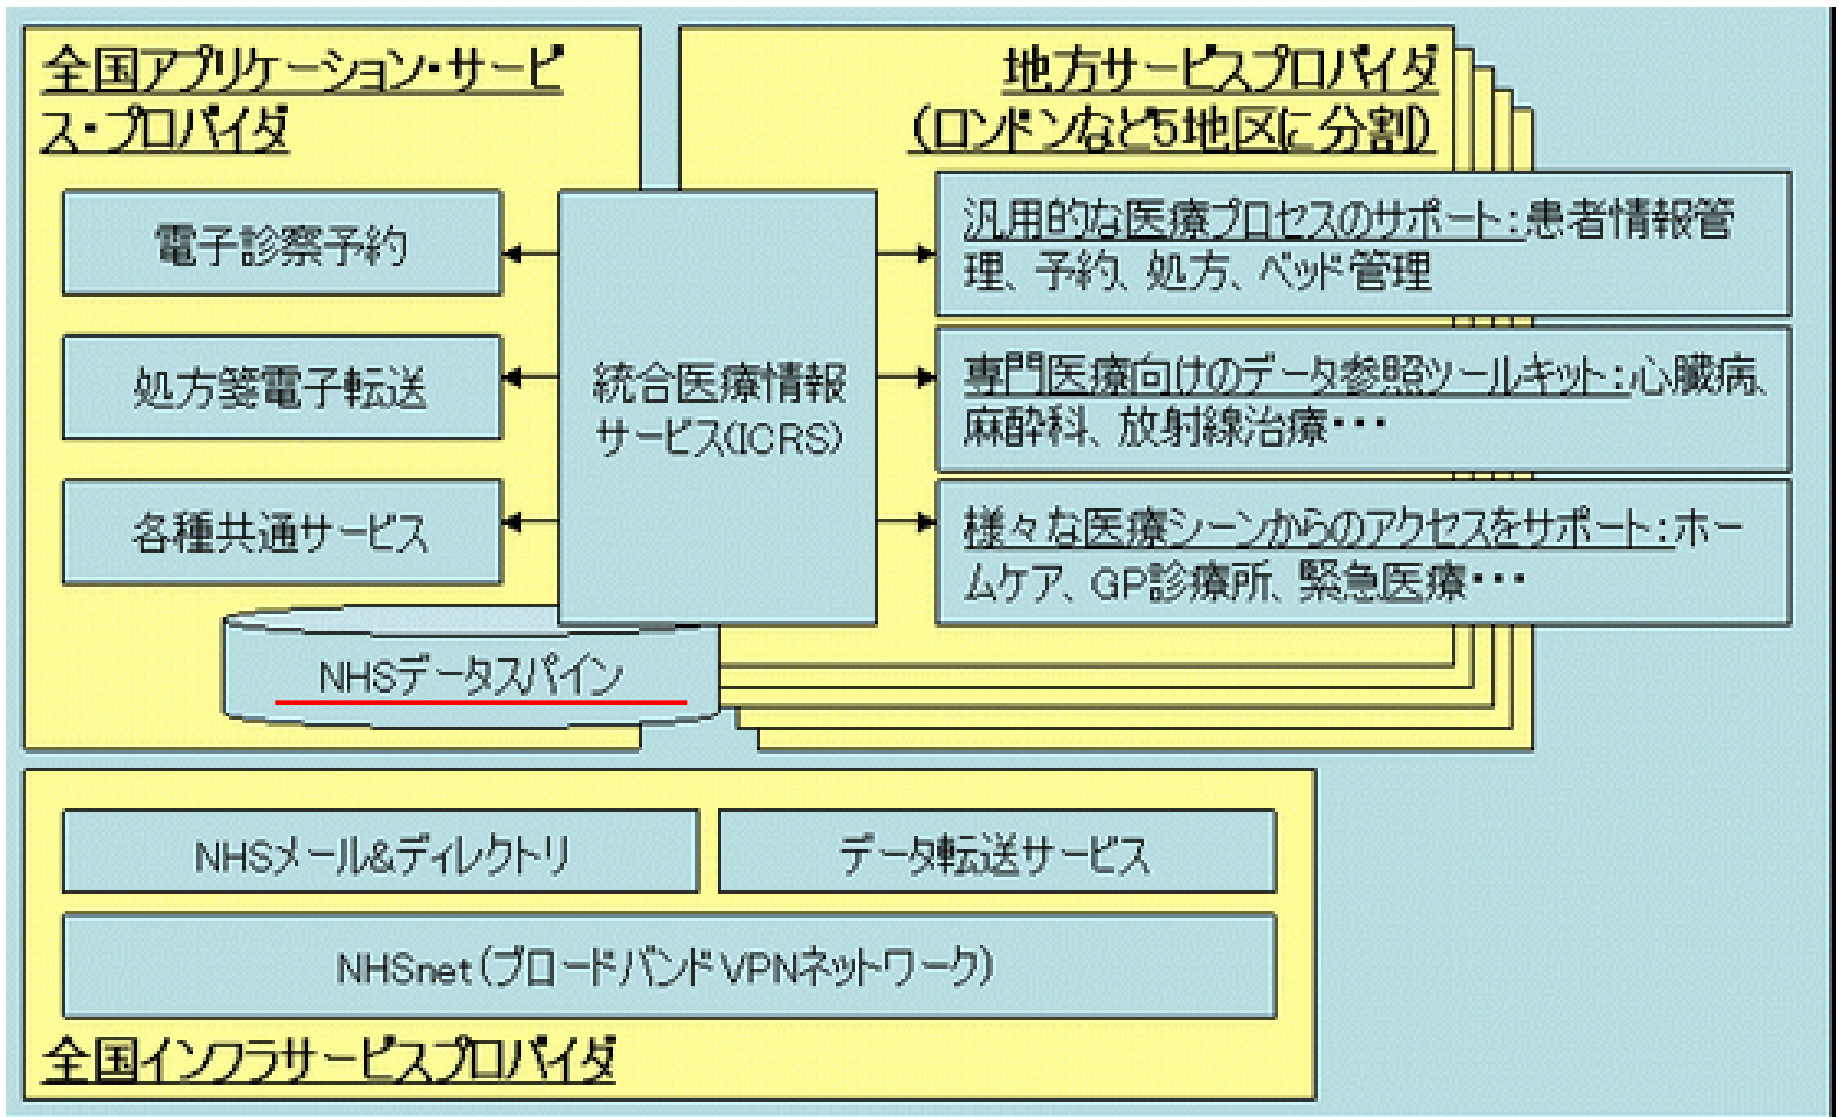 全国アプリケーション・サービ
ス・プロバイダ
地方サービスプロバイダ
(ロンドンなど5地区に分割)
電子診察予約
処方箋電子転送
各種共通サービス
統合医療情報
サービス(ICRS)
汎用的な医療プロセスのサポート:患者情報管
理、予約、処方、ベッド管理
専門医療向けのデータ参照ツールキット:心臓病、
麻酔科、放射線治療・・・
様々な医療シーンからのアクセスをサポート:ホー
ムケア、GP診療所、緊急医療・・・
NHSデータスパイン
NHSメール&ディレクトリ
データ転送サービス
NHSnet(ブロードバンドVPNネットワーク)
全国インフラサービスプロバイダ